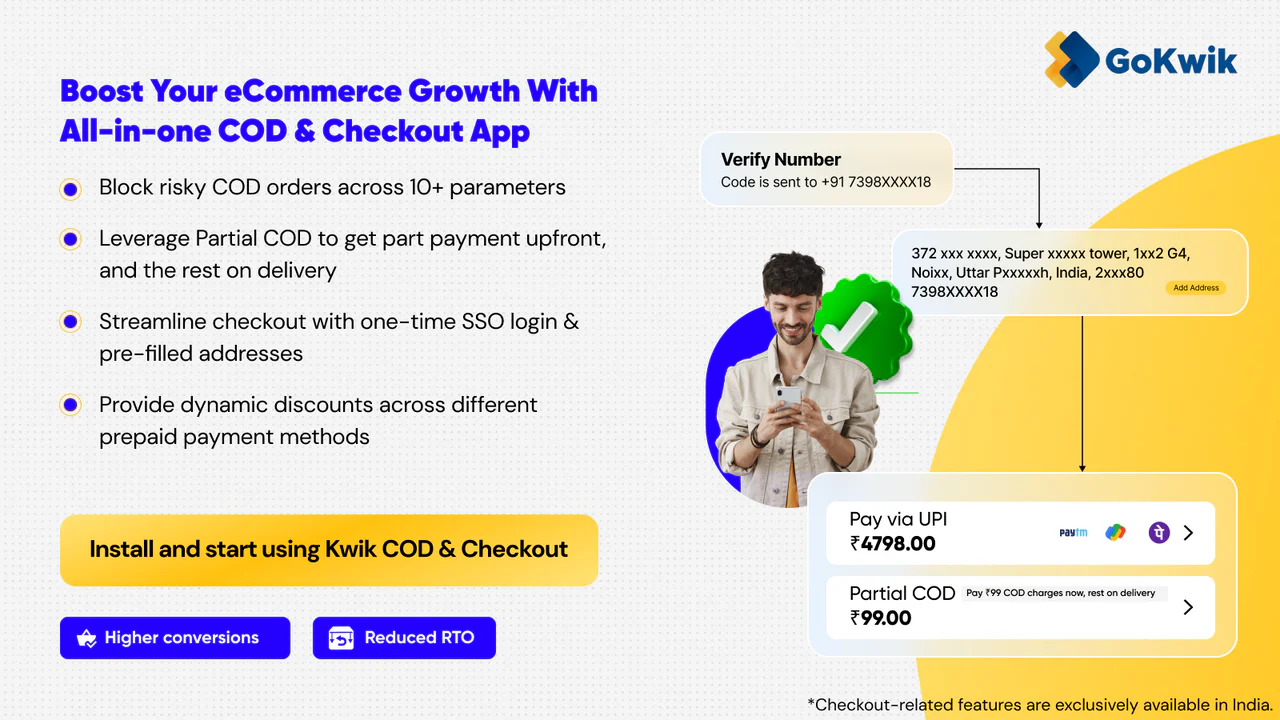 GoKwik
Boost Your eCommerce Growth With
All-in-one COD & Checkout App
Block risky COD orders across 10+ parameters
Leverage Partial COD to get part payment upfront,
and the rest on delivery
Streamline checkout with one-time SSO login &
pre-filled addresses
Provide dynamic discounts across different
prepaid payment methods
Install and start using Kwik COD & Checkout
Higher conversions
Reduced RTO
Verify Number
Code is sent to +91 7398XXXX18
372 xxx xxxx, Super xxxxx tower, 1xx2 G4,
Noixx, Uttar Pxxxxxh, India, 2xxx80
7398XXXX18
Add Address
Pay via UPI
₹4798.00
paytm
पे
Partial COD
Pay ₹99 COD charges now, rest on delivery
₹99.00
*Checkout-related features are exclusively available in India.